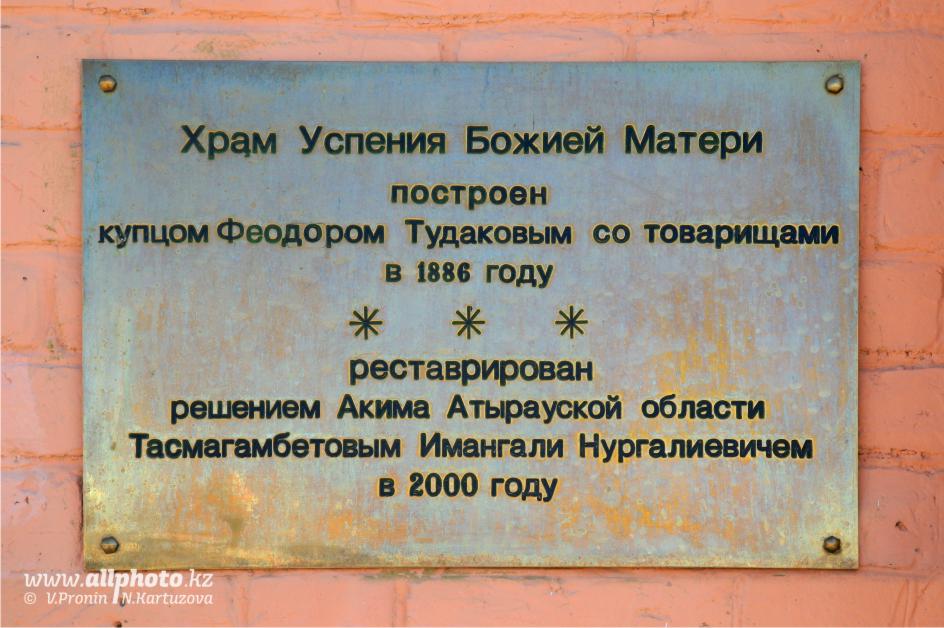 Храм Успения Божией Матери
построен
купцом Феодором Тудаковым со товарищами
в 1886 году
✳ ✳ ✳
реставрирован
решением Акима Атырауской области
Тасмагамбетовым Имангали Нургалиевичем
в 2000 году
www.allphoto.kz
© V.Pronin N.Kartuzova